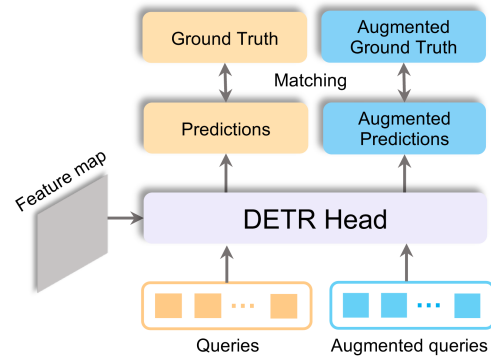 Ground Truth
Augmented
Ground Truth
Matching
Predictions
Augmented
Predictions
Feature map
DETR Head
Queries
Augmented queries